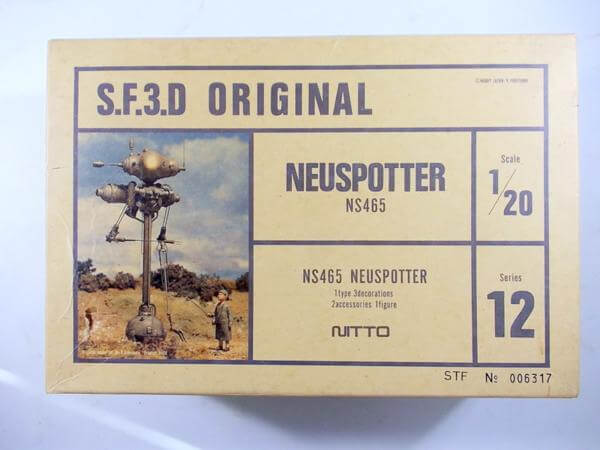 S.F.3.D ORIGINAL
NEUSPOTTER
NS465
Scale
1/20
NS465 NEUSPOTTER
1type 3decorations
2accessories 1figure
NITTO
Series
12
STF № 006317